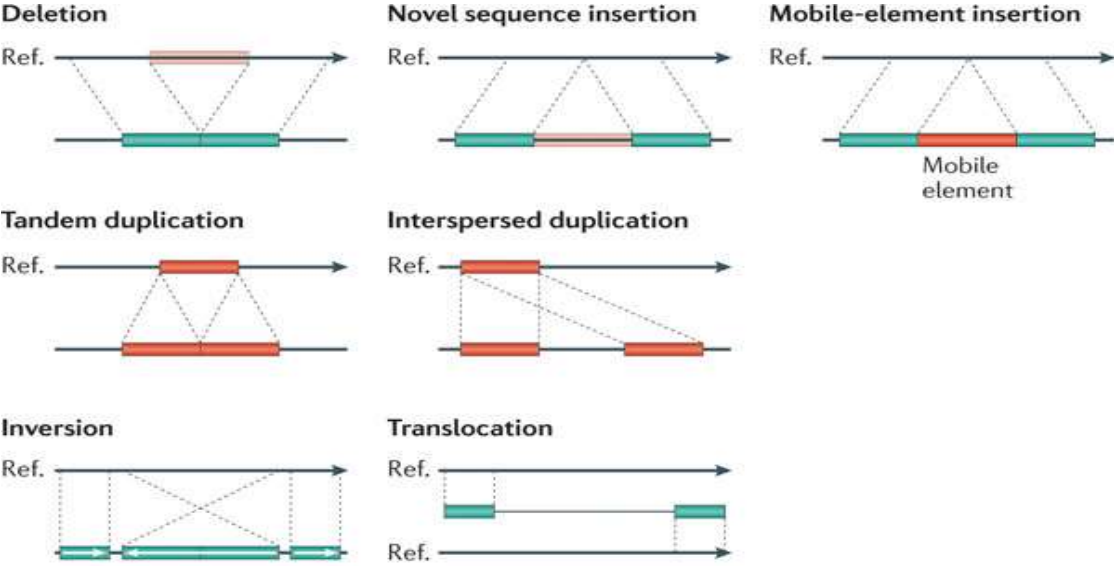 Deletion
Novel sequence insertion
Mobile-element insertion
Ref.
Ref.
Ref.
Mobile
element
Tandem duplication
Interspersed duplication
Ref.
Ref.
Inversion
Translocation
Ref.
Ref.
Ref.